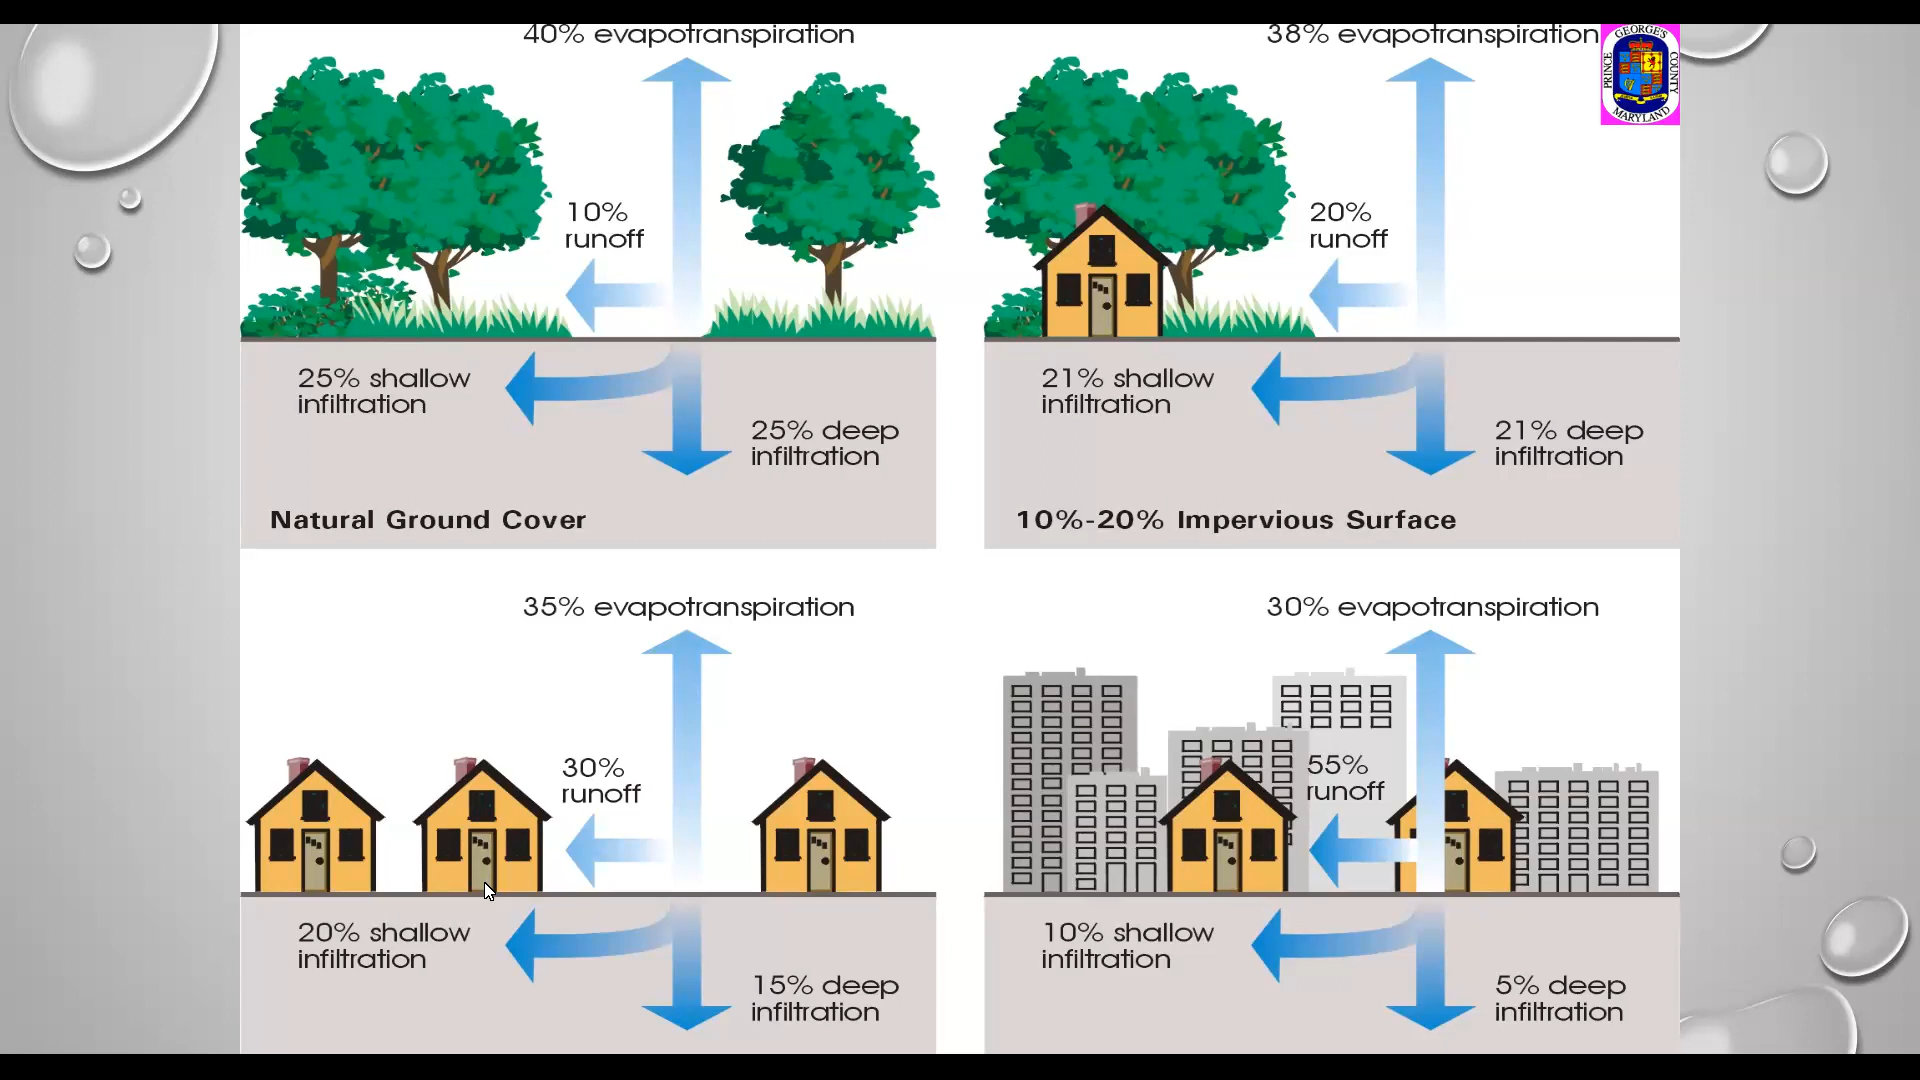 40% evapotranspiration
10%
runoff
25% shallow
infiltration
25% deep
infiltration
Natural Ground Cover
38% evapotranspiration
PRINCE GEORGE'S COUNTY
MARYLAND
20%
runoff
21% shallow
infiltration
21% deep
infiltration
10%-20% Impervious Surface
35% evapotranspiration
30%
runoff
20% shallow
infiltration
15% deep
infiltration
30% evapotranspiration
55%
runoff
10% shallow
infiltration
5% deep
infiltration